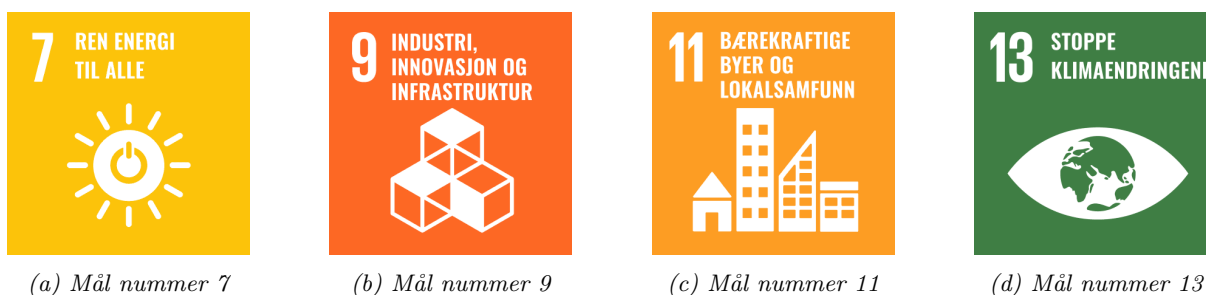 7 REN ENERGI
TIL ALLE
9 INDUSTRI,
INNOVASJON OG
INFRASTRUKTUR
11 BÆREKRAFTIGE
BYER OG
LOKALSAMFUNN
13 STOPPE
(a) Mål nummer 7
(b) Mål nummer 9
(c) Mål nummer 11
(d) Mål nummer 13